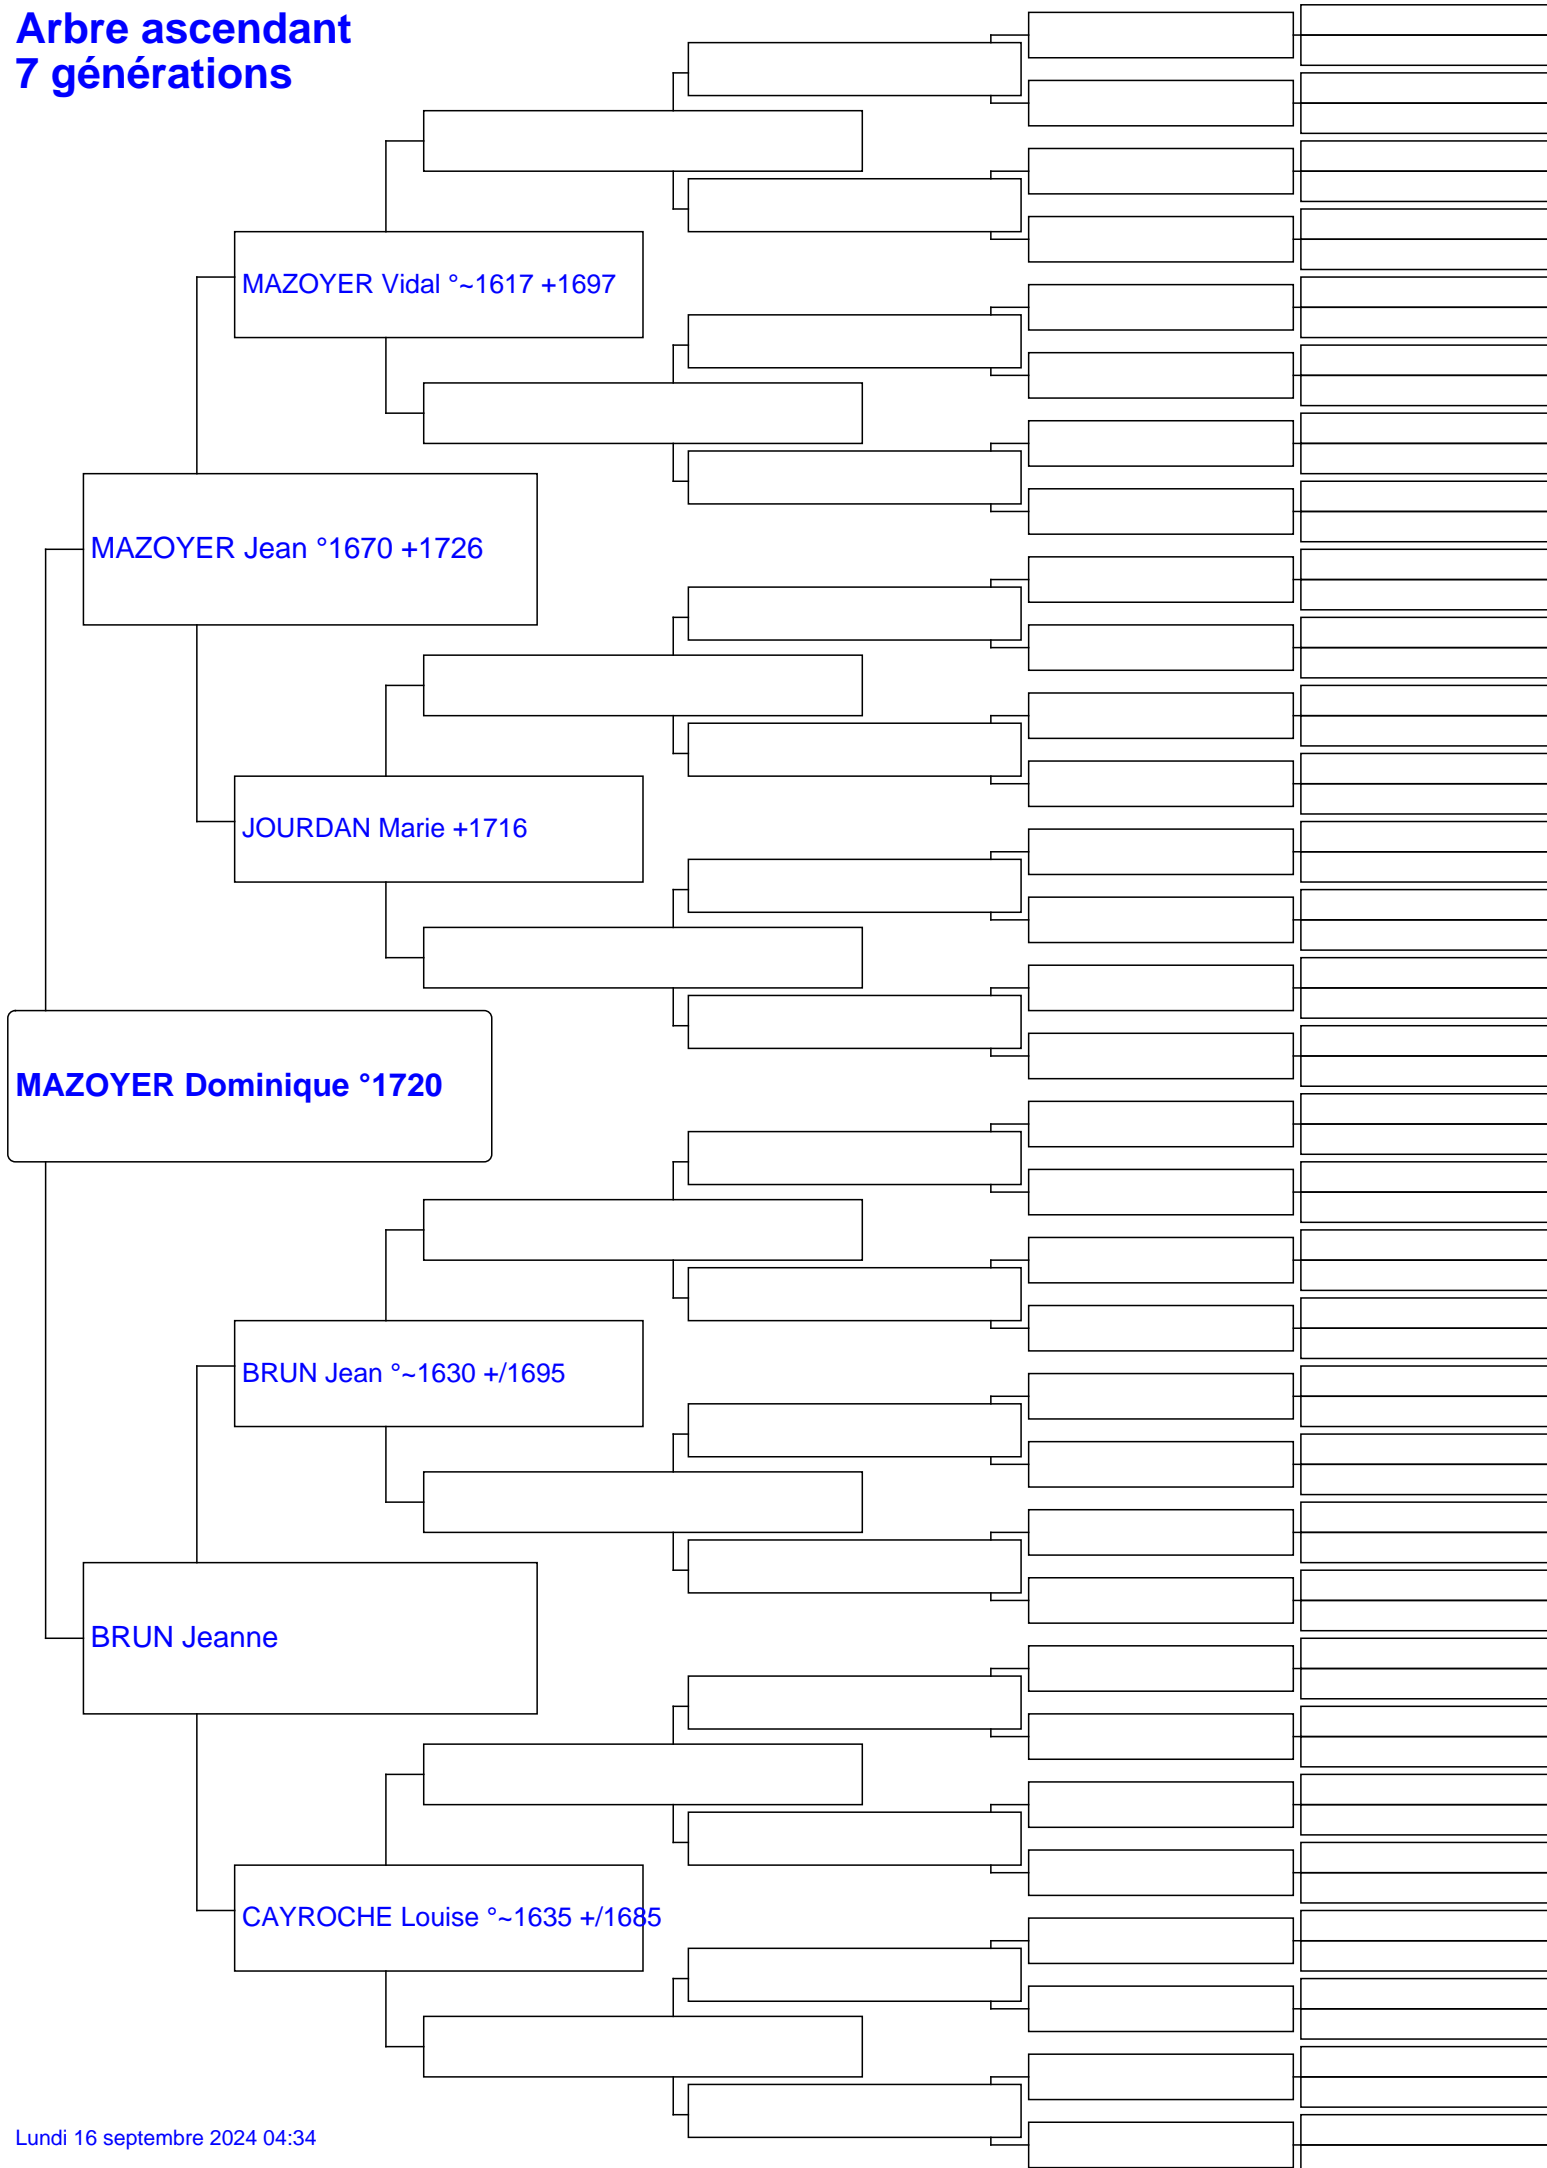 Arbre ascendant
7 générations
MAZOYER Vidal °~1617 +1697
MAZOYER Jean °1670 +1726
JOURDAN Marie +1716
MAZOYER Dominique °1720
BRUN Jean °~1630 +/1695
BRUN Jeanne
CAYROCHE Louise °~1635 +/1685
Lundi 16 septembre 2024 04:34